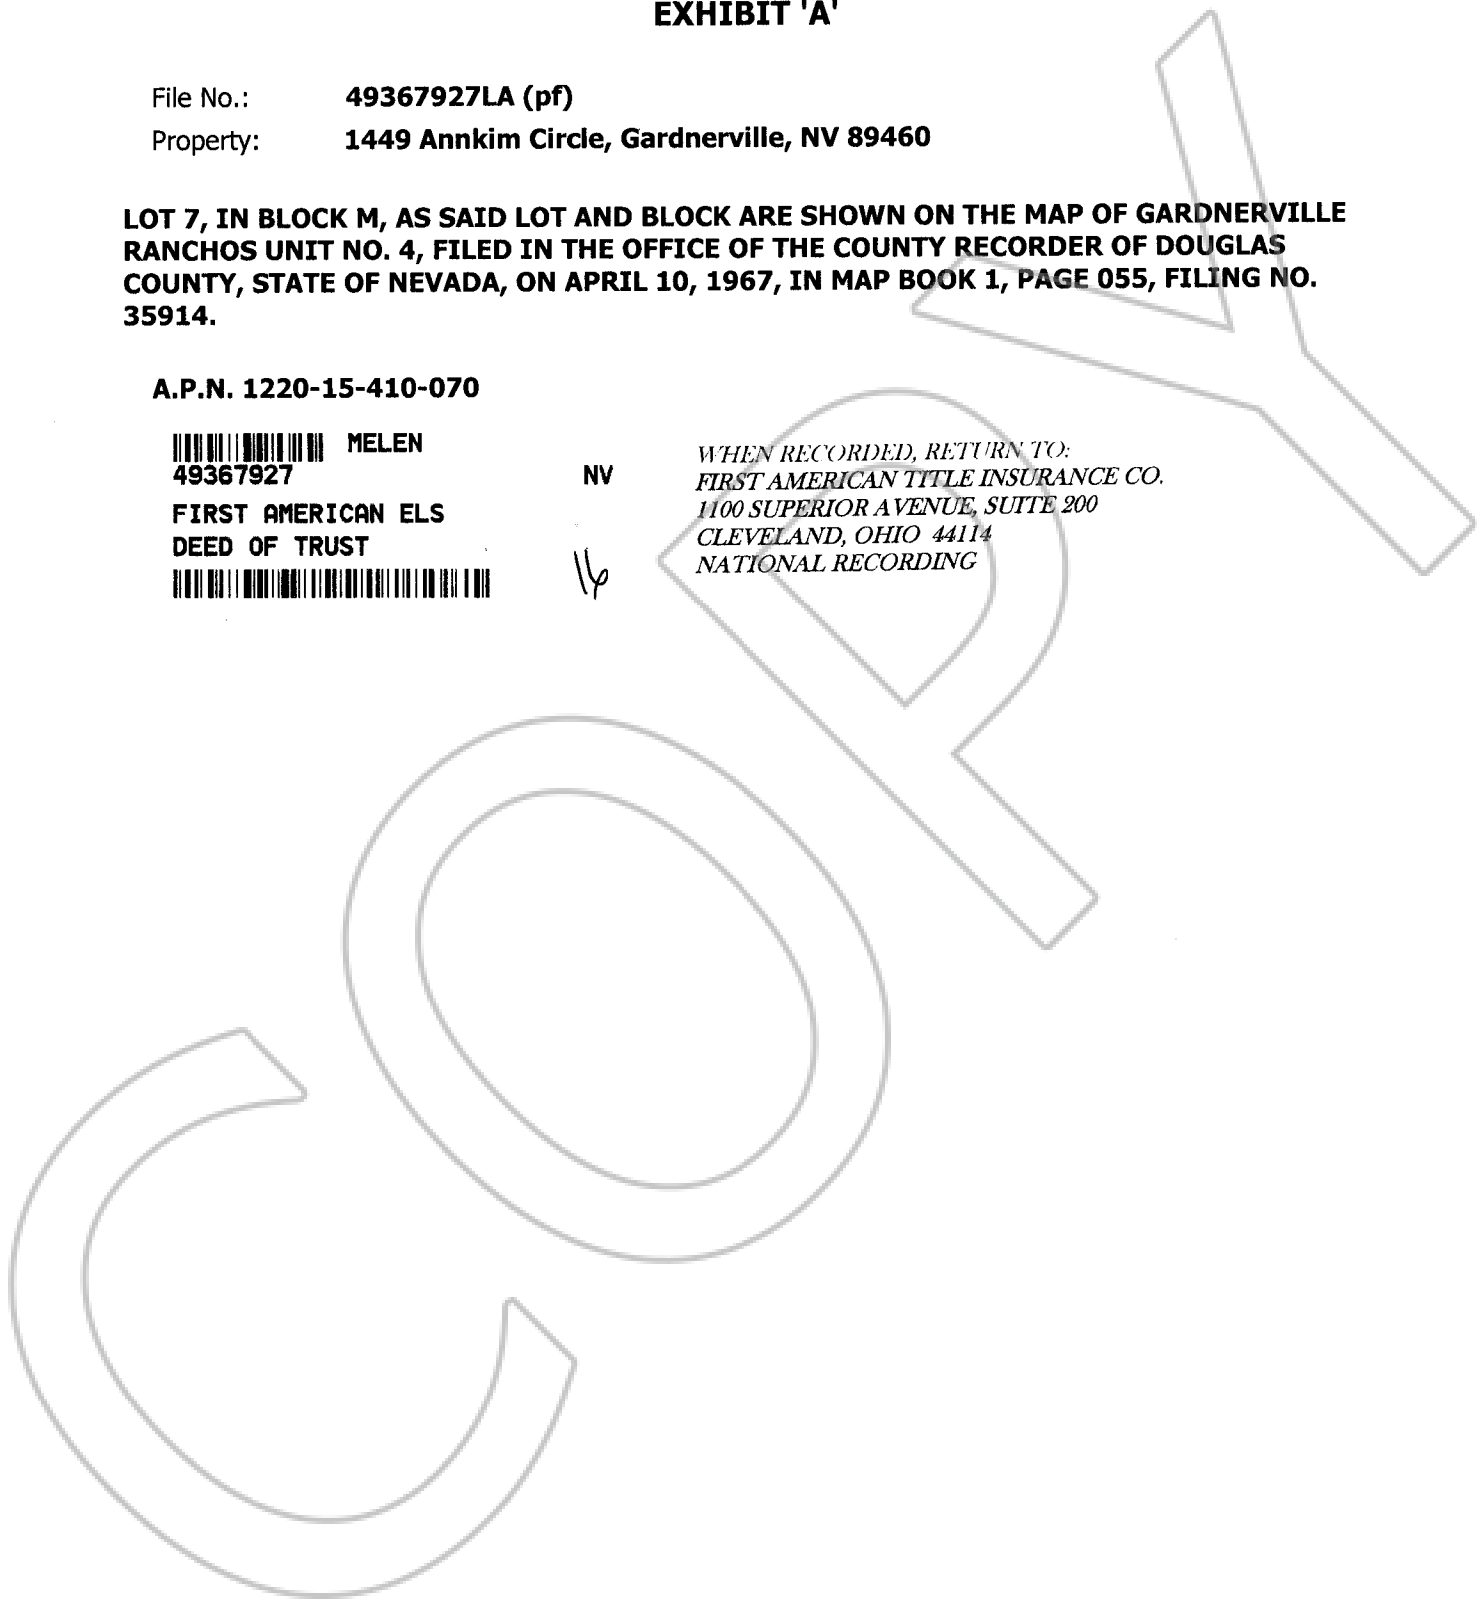 EXHIBIT 'A'
File No.: 49367927LA (pf)
Property: 1449 Annkim Circle, Gardnerville, NV 89460
LOT 7, IN BLOCK M, AS SAID LOT AND BLOCK ARE SHOWN ON THE MAP OF GARDNERVILLE
RANCHOS UNIT NO. 4, FILED IN THE OFFICE OF THE COUNTY RECORDER OF DOUGLAS
COUNTY, STATE OF NEVADA, ON APRIL 10, 1967, IN MAP BOOK 1, PAGE 055, FILING NO.
35914.
A.P.N. 1220-15-410-070
MELEN
49367927 NV
FIRST AMERICAN ELS
DEED OF TRUST
16
WHEN RECORDED, RETURN TO:
FIRST AMERICAN TITLE INSURANCE CO.
1100 SUPERIOR AVENUE, SUITE 200
CLEVELAND, OHIO 44114
NATIONAL RECORDING
COPY